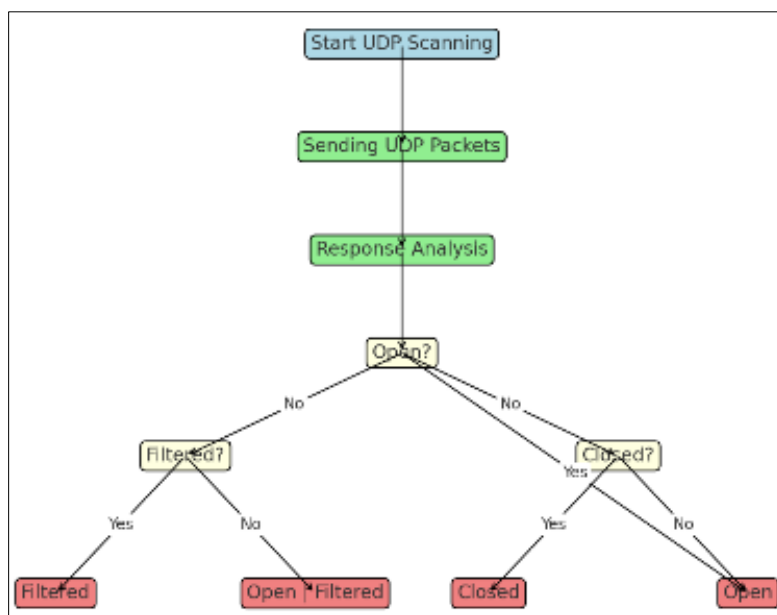 Start UDP Scanning
Sending UDP Packets
Response Analysis
Open?
No
No
Filtered?
Closed?
Yes
Yes
No
Yes
No
Filtered
Open | Filtered
Closed
Open